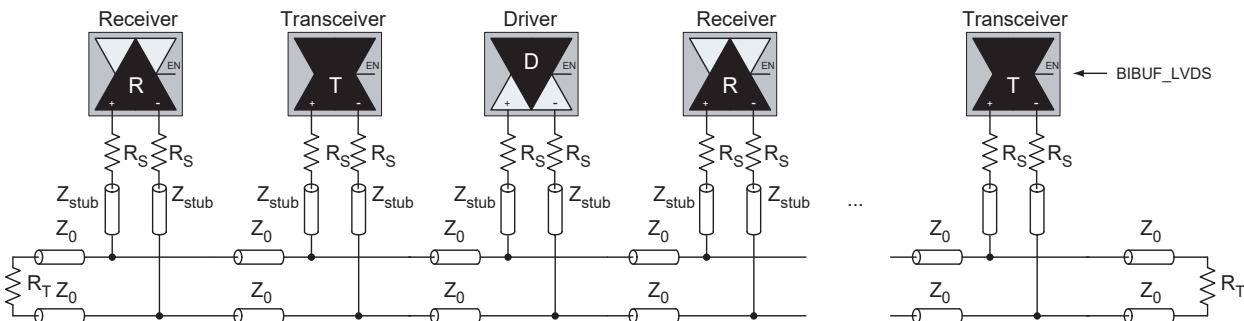 Receiver Transceiver Driver Receiver Transceiver
EN EN EN EN EN
R T D R T
BIBUF_LVDS
+ - + - + - + - + -
RS RS RS RS RS RS RS RS RS RS
Zstub Zstub Zstub Zstub Zstub Zstub Zstub Zstub ...
Z0 Z0 Z0 Z0 Z0 Z0
RT RT
Z0 Z0 Z0 Z0 Z0 Z0